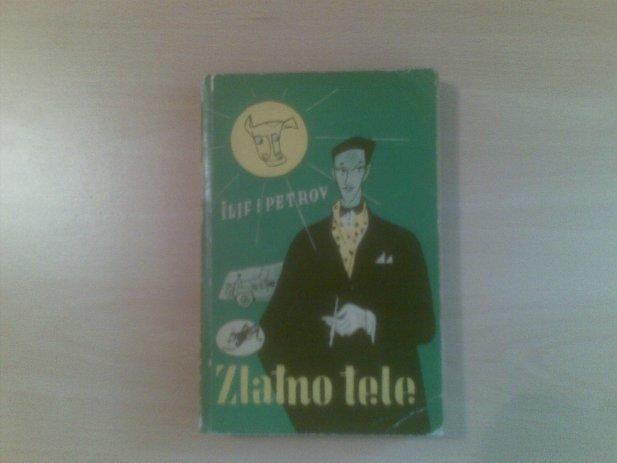 ILJF I PETROV
Zlatno tele